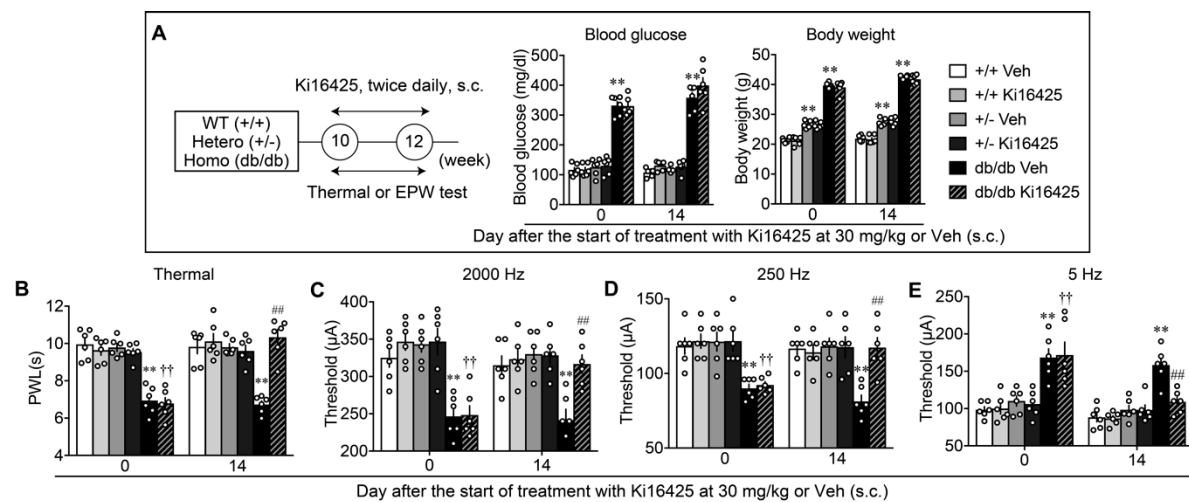 A
Ki16425, twice daily, s.c.
WT (+/+)
Hetero (+/-)
Homo (db/db)
10
12
(week)
Thermal or EPW test
Blood glucose
Blood glucose (mg/dl)
500
400
300
200
100
0
**
**
0
14
Body weight
Body weight (g)
60
40
20
0
**
**
**
**
0
14
+/+ Veh
+/+ Ki16425
+/- Veh
+/- Ki16425
db/db Veh
db/db Ki16425
Day after the start of treatment with Ki16425 at 30 mg/kg or Veh (s.c.)
B
Thermal
PWL(s)
12
10
8
6
4
**
††
**
##
0
14
C
2000 Hz
Threshold (μA)
400
350
300
250
200
**
††
**
##
0
14
D
250 Hz
Threshold (μA)
150
100
50
**
††
**
##
0
14
E
5 Hz
Threshold (μA)
250
200
150
100
50
**
††
**
##
0
14
Day after the start of treatment with Ki16425 at 30 mg/kg or Veh (s.c.)